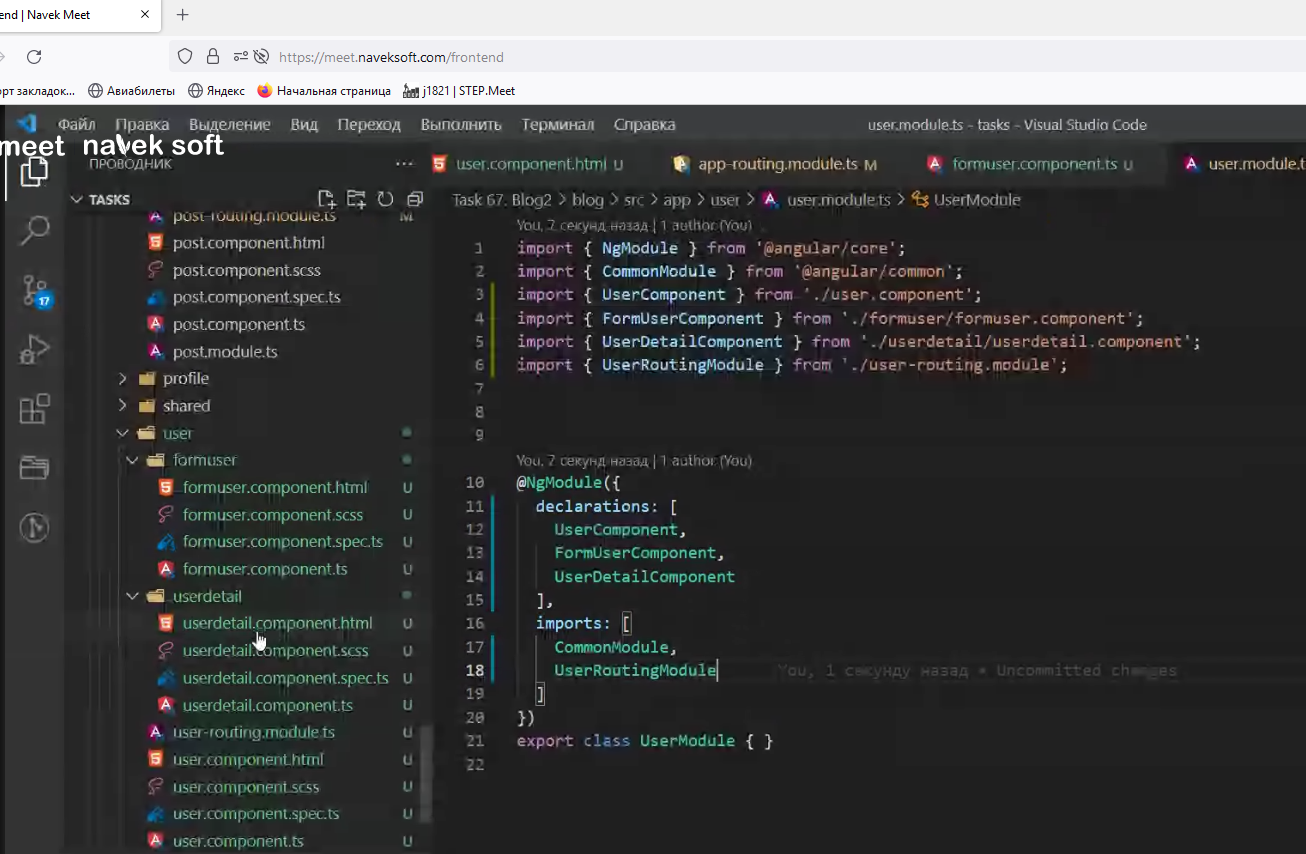 end | Navek Meet
https://meet.naveksoft.com/frontend
орт закладок...
Авиабилеты
Яндекс
Начальная страница
j1821 | STEP.Meet
Файл Правка Выделение Вид Переход Выполнить Терминал Справка
user.module.ts - tasks - Visual Studio Code
meet navek soft
ПРОВОДНИК
TASKS
post-routing.module.ts M
post.component.html
post.component.scss
post.component.spec.ts
post.component.ts
post.module.ts
profile
shared
user
formuser
formuser.component.html U
formuser.component.scss U
formuser.component.spec.ts U
formuser.component.ts U
userdetail
userdetail.component.html U
userdetail.component.scss U
userdetail.component.spec.ts U
userdetail.component.ts U
user-routing.module.ts U
user.component.html U
user.component.scss U
user.component.spec.ts U
user.component.ts U
17
user.component.html U
app-routing.module.ts M
formuser.component.ts U
user.module.t
Task 67. Blog2 > blog > src > app > user > user.module.ts > UserModule
You, 7 секунд назад | 1 author (You)
1 import { NgModule } from '@angular/core';
2 import { CommonModule } from '@angular/common';
3 import { UserComponent } from './user.component';
4 import { FormUserComponent } from './formuser/formuser.component';
5 import { UserDetailComponent } from './userdetail/userdetail.component';
6 import { UserRoutingModule } from './user-routing.module';
7
8
9
You, 7 секунд назад | 1 author (You)
10 @NgModule({
11 declarations: [
12 UserComponent,
13 FormUserComponent,
14 UserDetailComponent
15 ],
16 imports: [
17 CommonModule,
18 UserRoutingModule You, 1 секунду назад • Uncommitted changes
19 ]
20 })
21 export class UserModule { }
22